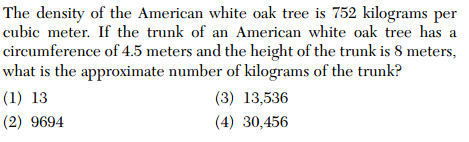 The density of the American white oak tree is 752 kilograms per
cubic meter. If the trunk of an American white oak tree has a
circumference of 4.5 meters and the height of the trunk is 8 meters,
what is the approximate number of kilograms of the trunk?
(1) 13 (3) 13,536
(2) 9694 (4) 30,456